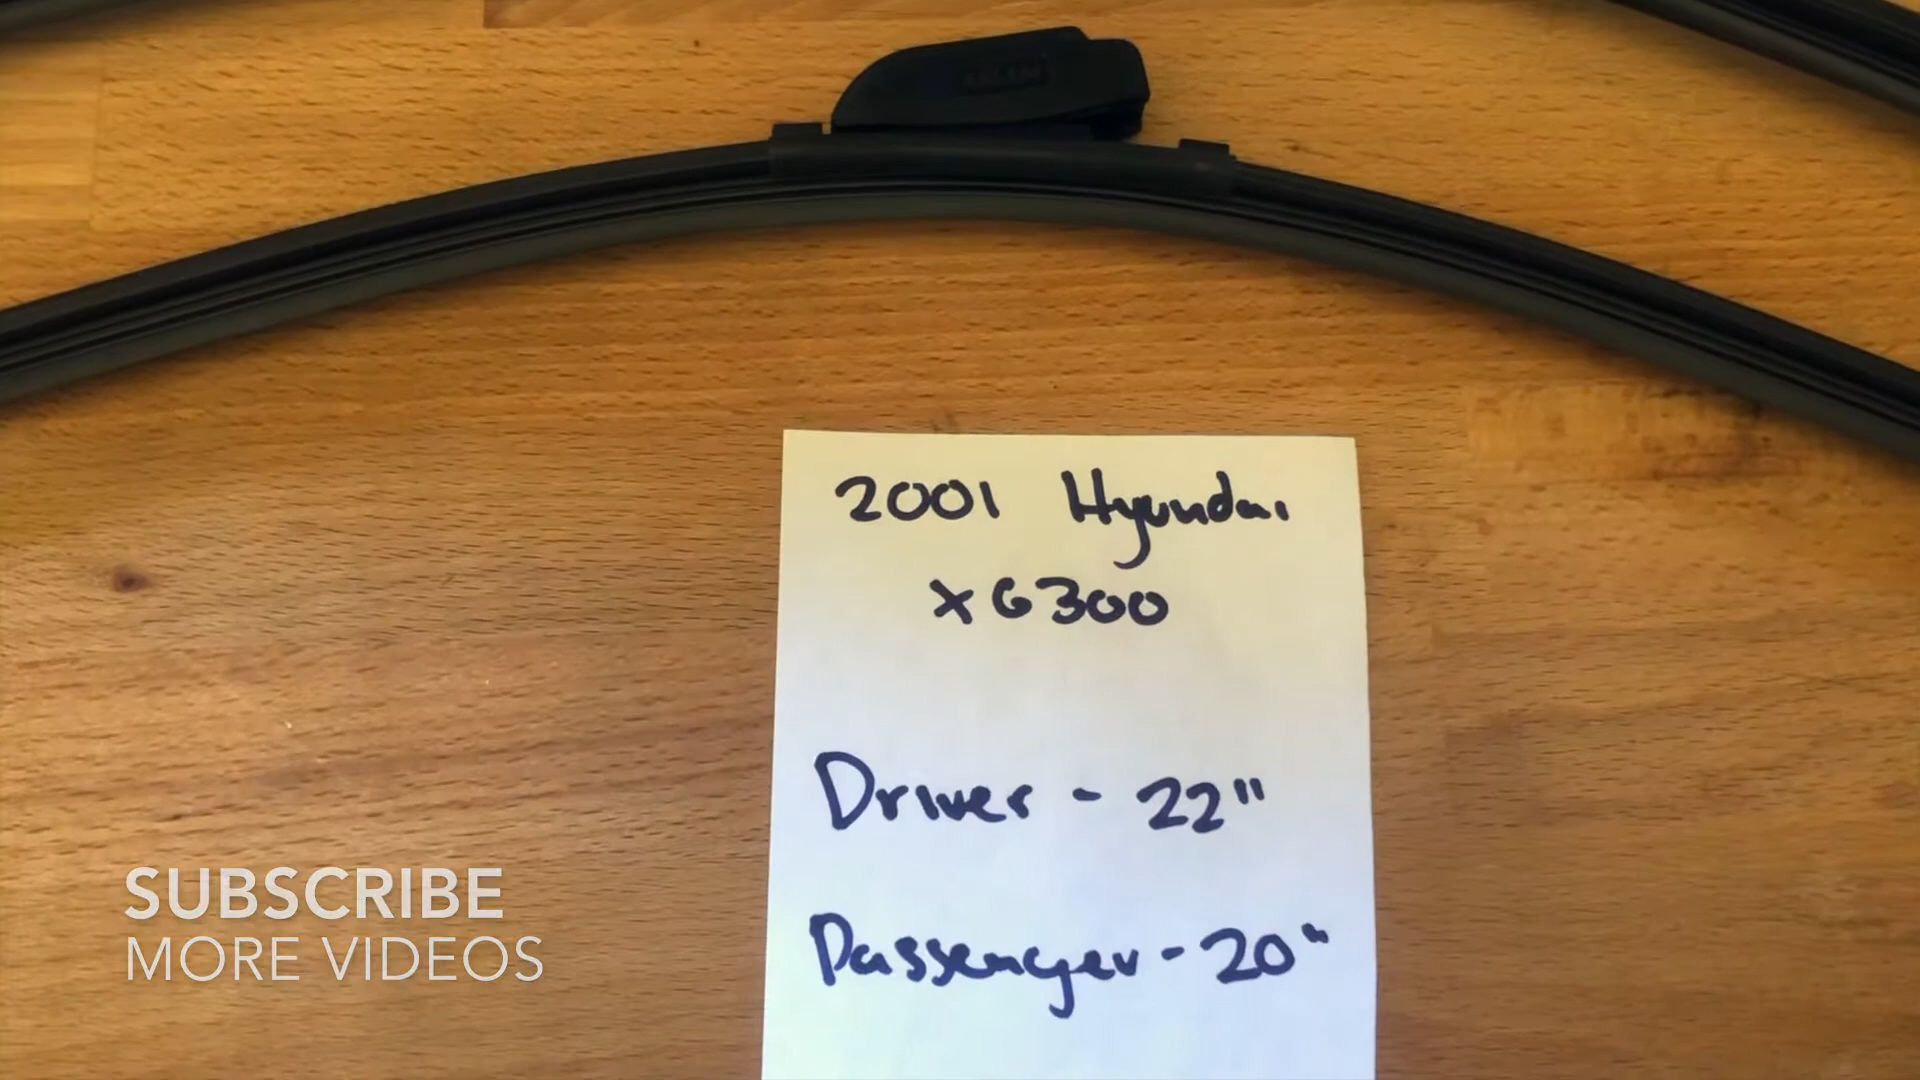 2001 Hyundai
XG300
Driver - 22"
Passenger - 20"
SUBSCRIBE
MORE VIDEOS